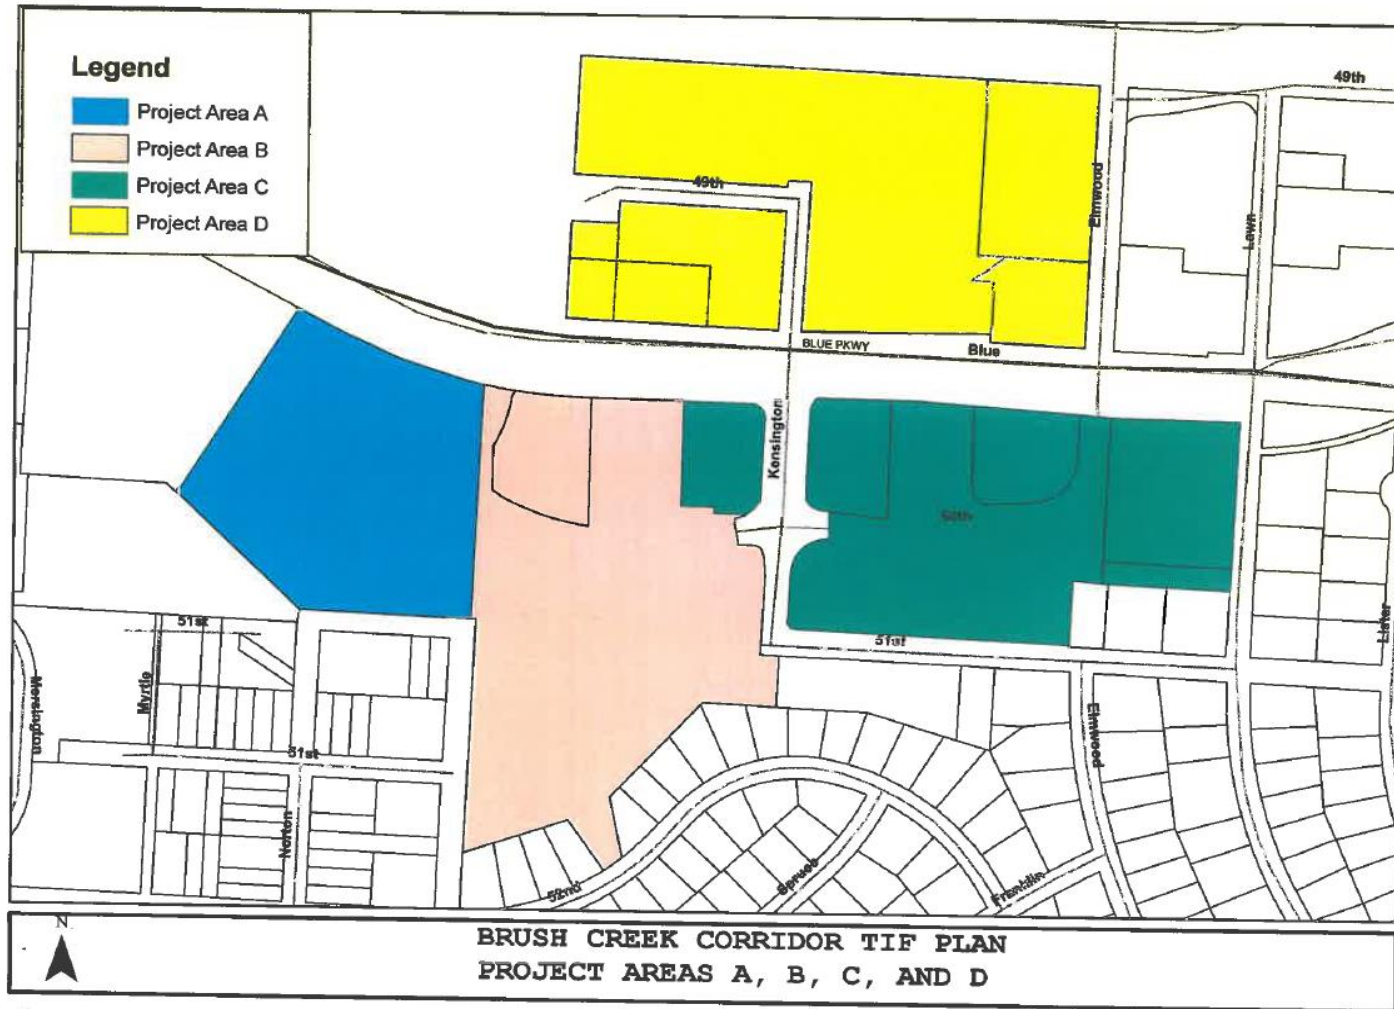 Legend
Project Area A
Project Area B
Project Area C
Project Area D
49th
49th
Elmwood
Lawn
BLUE PKWY
Blue
Kensington
50th
51st
51st
Myrtle
Mersington
51st
Norton
Elmwood
Lister
52nd
Spruce
Franklin
N
BRUSH CREEK CORRIDOR TIF PLAN
PROJECT AREAS A, B, C, AND D